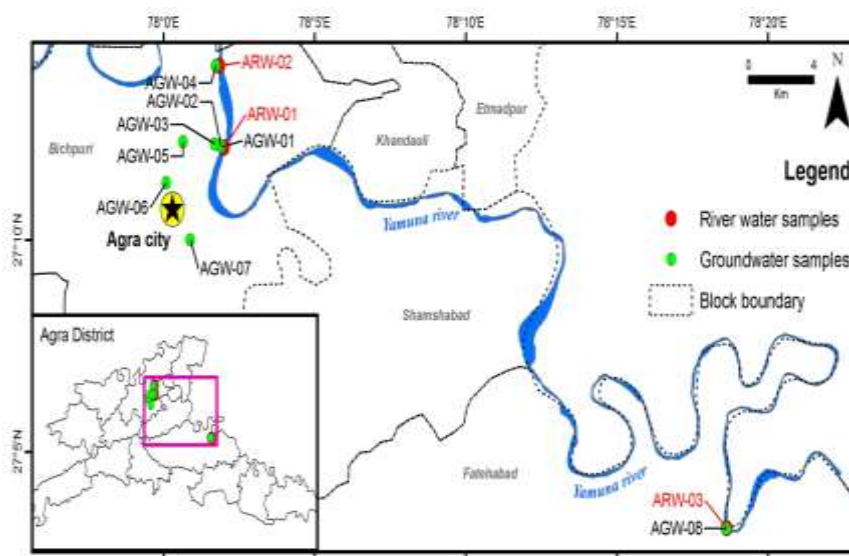 78°0'E
78°5'E
78°10'E
78°15'E
78°20'E
AGW-04
ARW-02
AGW-02
ARW-01
AGW-03
AGW-01
Bichpuri
AGW-05
Khandauli
Etmadpur
N
0 4
Km
Legend
AGW-06
Agra city
AGW-07
Yamuna river
River water samples
Groundwater samples
Block boundary
27°10'N
Shamshabad
Agra District
27°5'N
Fatehabad
Yamuna river
ARW-03
AGW-08